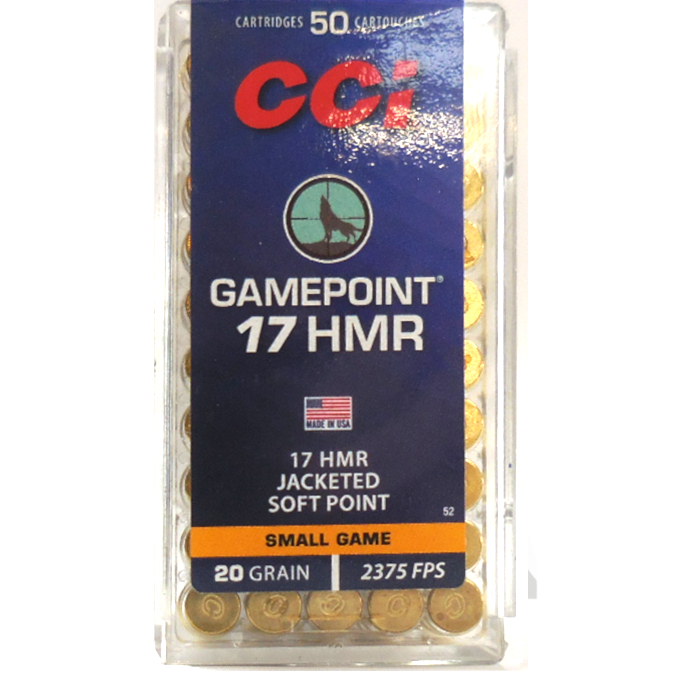 CARTRIDGES 50 CARTOUCHES
CCi
GAMEPOINT®
17 HMR
MADE IN USA
17 HMR
JACKETED
SOFT POINT
52
SMALL GAME
20 GRAIN 2375 FPS
C C C C C